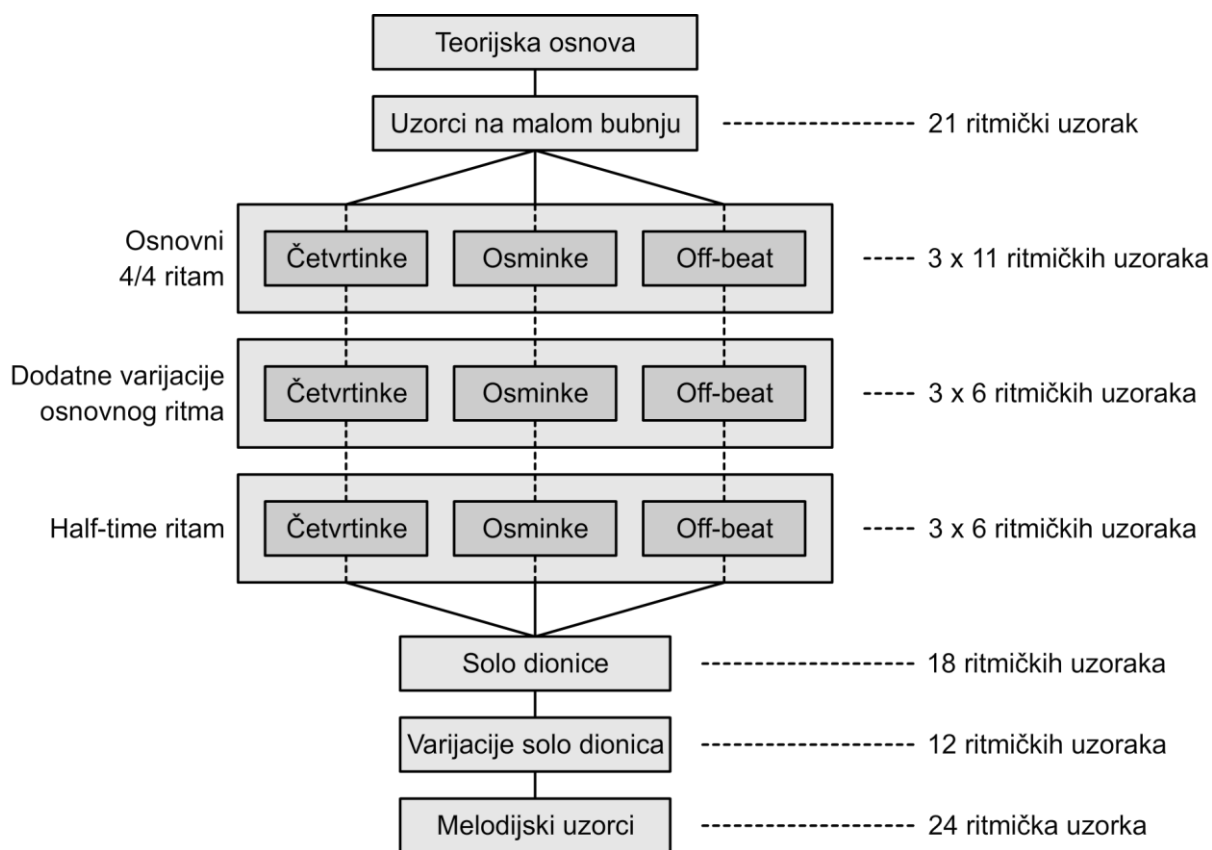 Teorijska osnova
Uzorci na malom bubnju ------------ 21 ritmički uzorak
Osnovni
4/4 ritam
Četvrtinke
Osminke
Off-beat
3 x 11 ritmičkih uzoraka
Dodatne varijacije
osnovnog ritma
Četvrtinke
Osminke
Off-beat
3 x 6 ritmičkih uzoraka
Half-time ritam
Četvrtinke
Osminke
Off-beat
3 x 6 ritmičkih uzoraka
Solo dionice
18 ritmičkih uzoraka
Varijacije solo dionica
12 ritmičkih uzoraka
Melodijski uzorci
24 ritmička uzorka